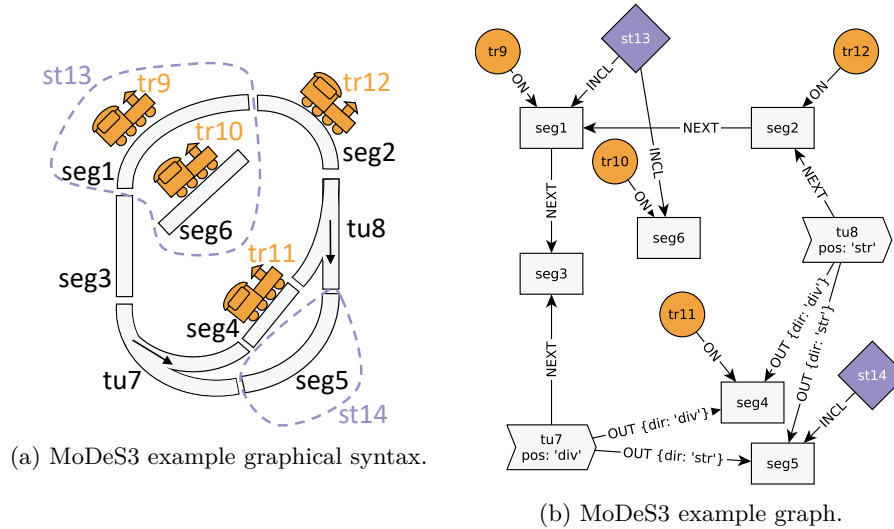 st13
tr9
tr12
tr10
seg1
seg2
seg6
tu8
tr11
seg3
seg4
tu7
seg5
st14
(a) MoDeS3 example graphical syntax.
tr9
st13
tr12
ON
INCL
ON
seg1
NEXT
seg2
tr10
INCL
NEXT
ON
NEXT
seg6
tu8
pos: 'str'
seg3
tr11
OUT {dir: 'div'}
OUT {dir: 'str'}
ON
NEXT
st14
seg4
INCL
OUT {dir: 'div'}
tu7
pos: 'div'
OUT {dir: 'str'}
seg5
(b) MoDeS3 example graph.